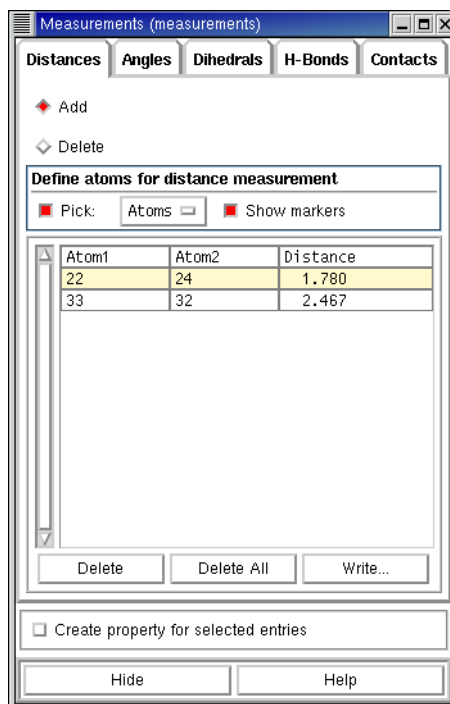 Measurements (measurements)
Distances Angles Dihedrals H-Bonds Contacts
Add
Delete
Define atoms for distance measurement
Pick: Atoms Show markers
Atom1 Atom2 Distance
22 24 1.780
33 32 2.467
Delete Delete All Write...
Create property for selected entries
Hide Help